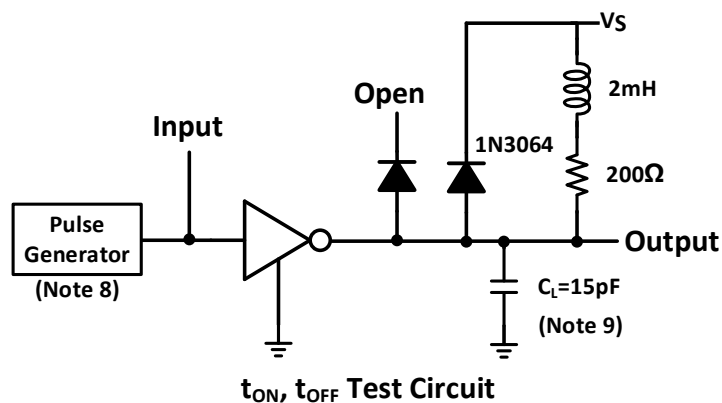 VS
2mH
Open
Input
1N3064
200Ω
Pulse
Generator
Output
(Note 8)
CL=15pF
(Note 9)
tON, tOFF Test Circuit